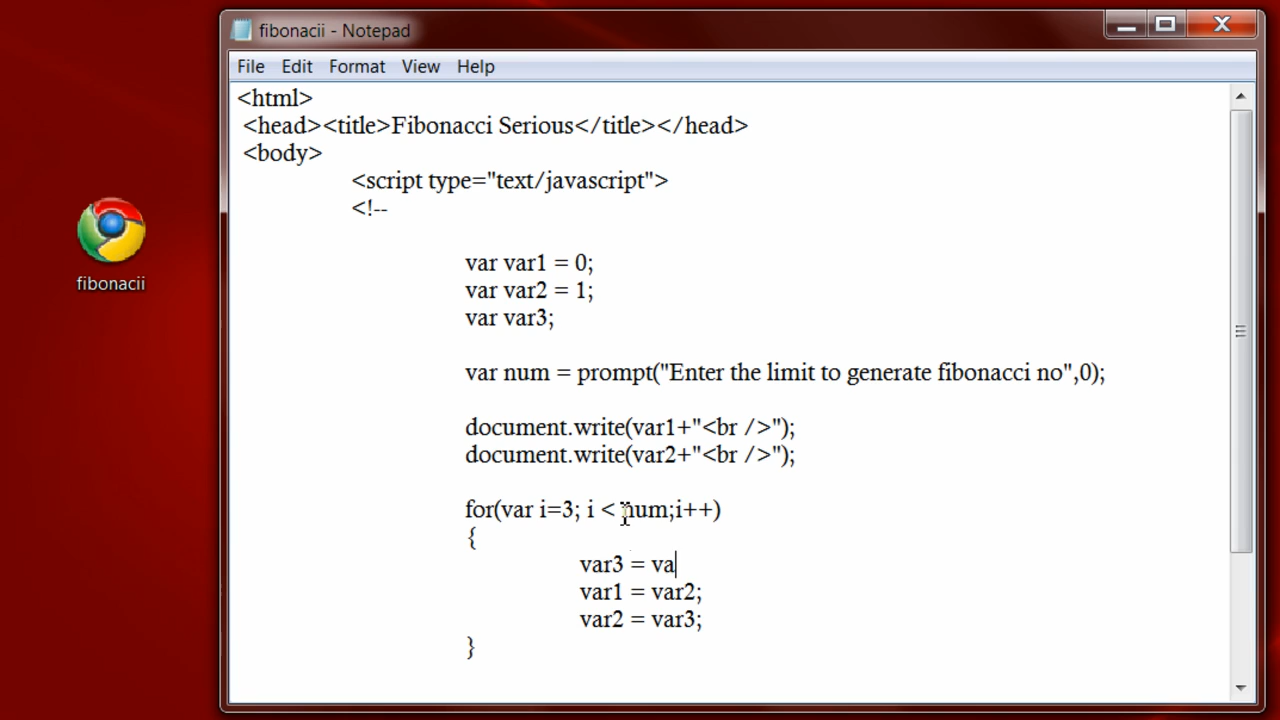 fibonacii - Notepad
File Edit Format View Help
<html>
<head><title>Fibonacci Serious</title></head>
<body>
<script type="text/javascript">
<!--
var var1 = 0;
var var2 = 1;
var var3;
var num = prompt("Enter the limit to generate fibonacci no",0);
document.write(var1+"<br />");
document.write(var2+"<br />");
for(var i=3; i < num;i++)
{
var3 = va
var1 = var2;
var2 = var3;
}
fibonacii